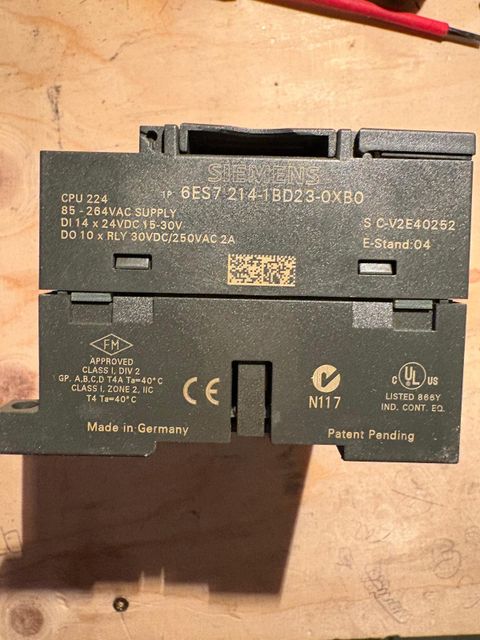 SIEMENS
CPU 224
1P 6ES7 214-1BD23-0XB0
85 - 264VAC SUPPLY
DI 14 x 24VDC 15-30V
S C-V2E40252
DO 10 x RLY 30VDC/250VAC 2A
E-Stand:04
FM
APPROVED
CLASS I, DIV 2
GP. A,B,C,D T4A Ta=40°C
CLASS I, ZONE 2, IIC
T4 Ta=40°C
CE
N117
C UL US
LISTED 866Y
IND. CONT. EQ.
Made in Germany
Patent Pending